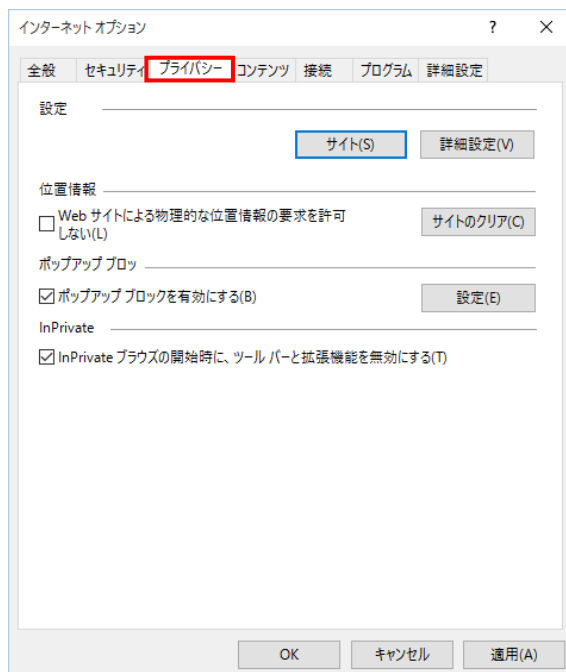 インターネット オプション ? ×
全般 セキュリティ プライバシー コンテンツ 接続 プログラム 詳細設定
設定
サイト(S) 詳細設定(V)
位置情報
Web サイトによる物理的な位置情報の要求を許可
しない(L)
サイトのクリア(C)
ポップアップ ブロッ
ポップアップ ブロックを有効にする(B) 設定(E)
InPrivate
InPrivate ブラウズの開始時に、ツール バーと拡張機能を無効にする(T)
OK キャンセル 適用(A)